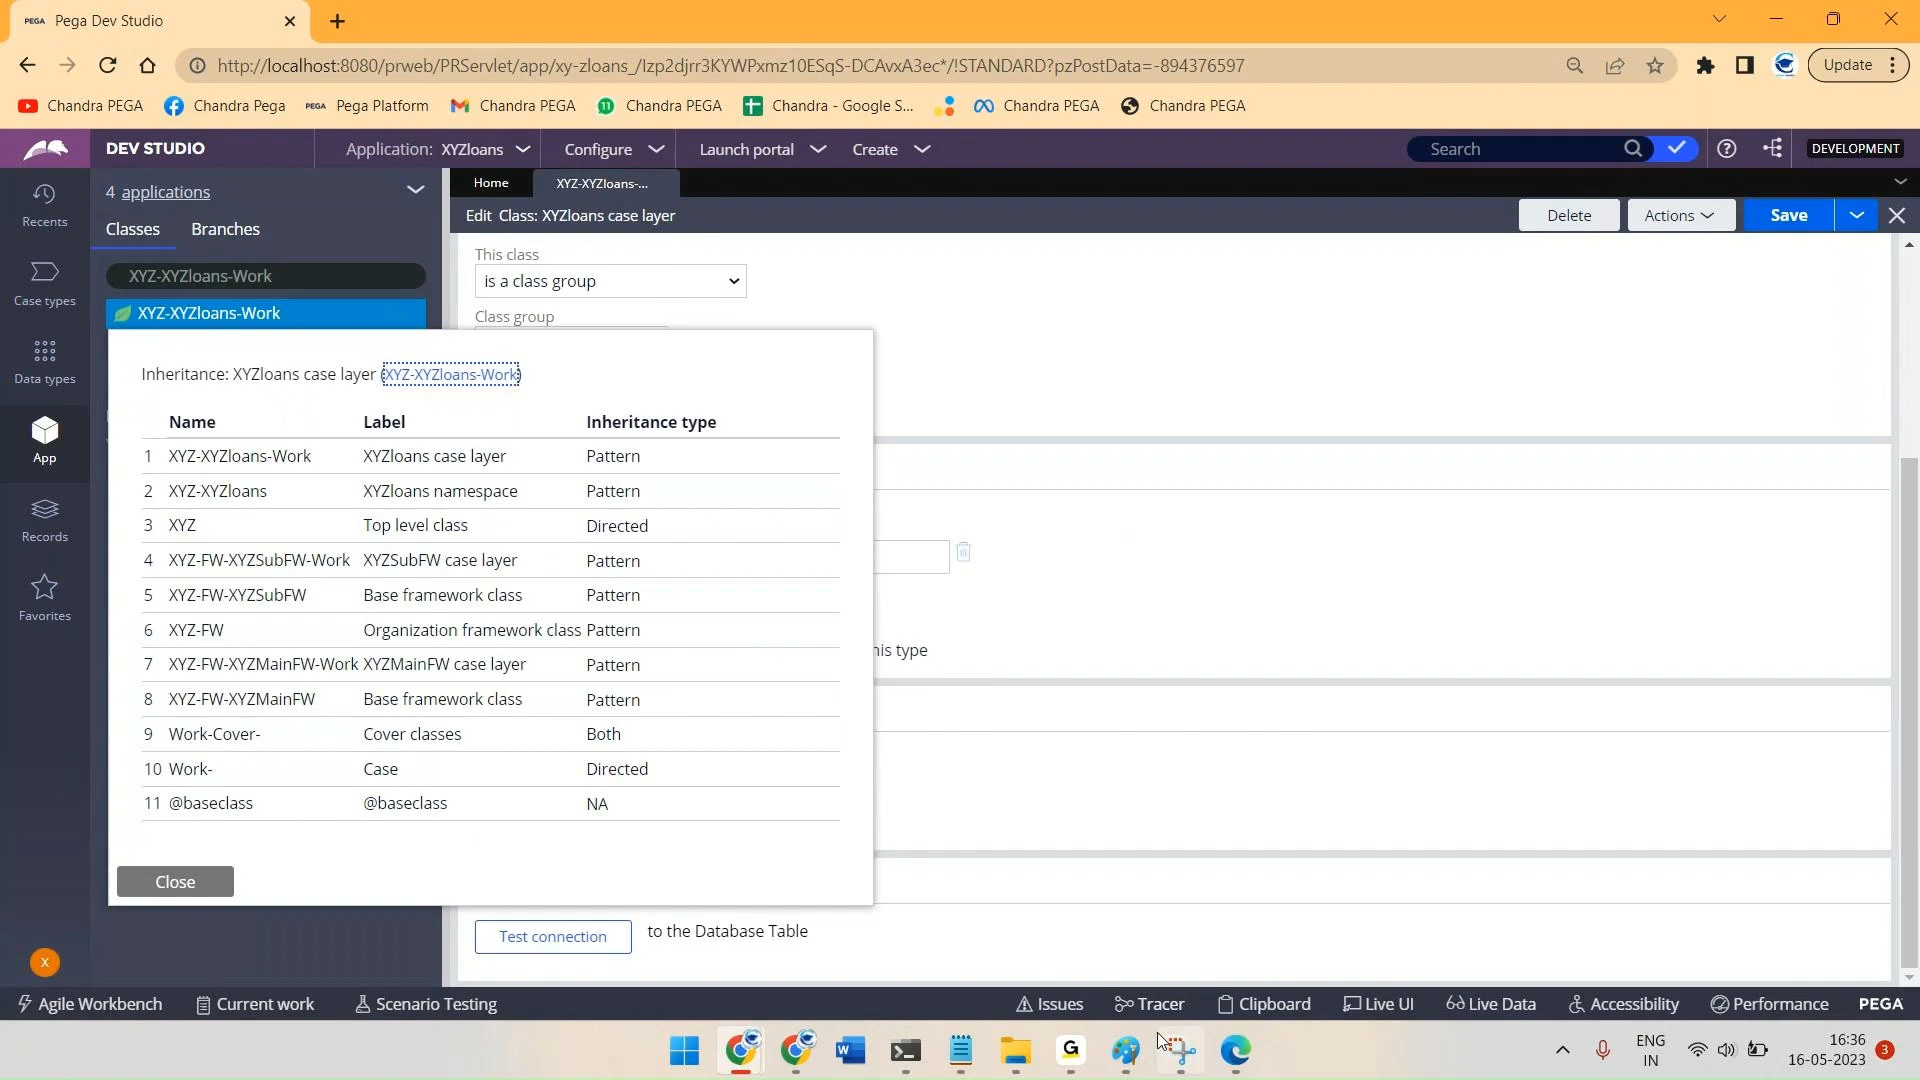 PEGA Pega Dev Studio
http://localhost:8080/prweb/PRServlet/app/xy-zloans_/Izp2djrr3KYWPxmz10ESqS-DCAvxA3ec*/!STANDARD?pzPostData=-894376597
Update
Chandra PEGA
Chandra Pega
PEGA Pega Platform
Chandra PEGA
11 Chandra PEGA
Chandra - Google S...
Chandra PEGA
Chandra PEGA
DEV STUDIO
Application: XYZloans
Configure
Launch portal
Create
Search
DEVELOPMENT
Recents
Case types
Data types
App
Records
Favorites
X
4 applications
Classes Branches
XYZ-XYZloans-Work
XYZ-XYZloans-Work
Home XYZ-XYZloans-...
Edit Class: XYZloans case layer
Delete
Actions
Save
This class
is a class group
Class group
Inheritance: XYZloans case layer (XYZ-XYZloans-Work)
Name Label Inheritance type
1 XYZ-XYZloans-Work XYZloans case layer Pattern
2 XYZ-XYZloans XYZloans namespace Pattern
3 XYZ Top level class Directed
4 XYZ-FW-XYZSubFW-Work XYZSubFW case layer Pattern
5 XYZ-FW-XYZSubFW Base framework class Pattern
6 XYZ-FW Organization framework class Pattern
7 XYZ-FW-XYZMainFW-Work XYZMainFW case layer Pattern
8 XYZ-FW-XYZMainFW Base framework class Pattern
9 Work-Cover- Cover classes Both
10 Work- Case Directed
11 @baseclass @baseclass NA
Close
his type
Test connection to the Database Table
Agile Workbench
Current work
Scenario Testing
Issues
Tracer
Clipboard
Live UI
Live Data
Accessibility
Performance
PEGA
W
G
ENG
IN
16:36
16-05-2023
3